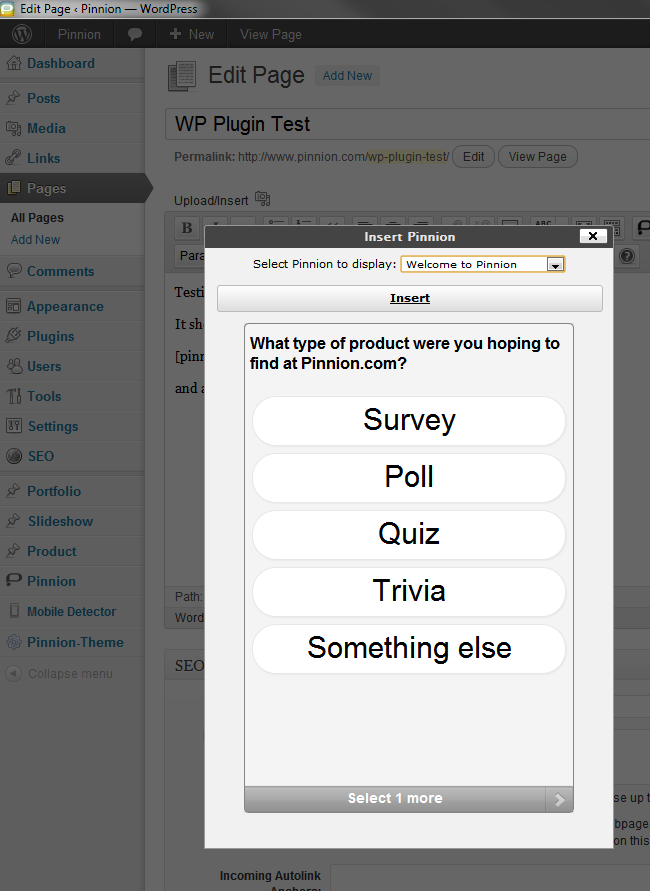 Edit Page ‹ Pinnion — WordPress
Pinnion
New
View Page
Dashboard
Posts
Media
Links
Pages
All Pages
Add New
Comments
Appearance
Plugins
Users
Tools
Settings
SEO
Portfolio
Slideshow
Product
Pinnion
Mobile Detector
Pinnion-Theme
Collapse menu
Edit Page
Add New
WP Plugin Test
Permalink: http://www.pinnion.com/wp-plugin-test/
Edit
View Page
Upload/Insert
B
ABC
Para
Testi
It sh
[pinn
and a
Path:
Word
SEO
Insert Pinnion
Select Pinnion to display:
Welcome to Pinnion
Insert
What type of product were you hoping to
find at Pinnion.com?
Survey
Poll
Quiz
Trivia
Something else
Select 1 more
se up t
bpage
on this
Incoming Autolink